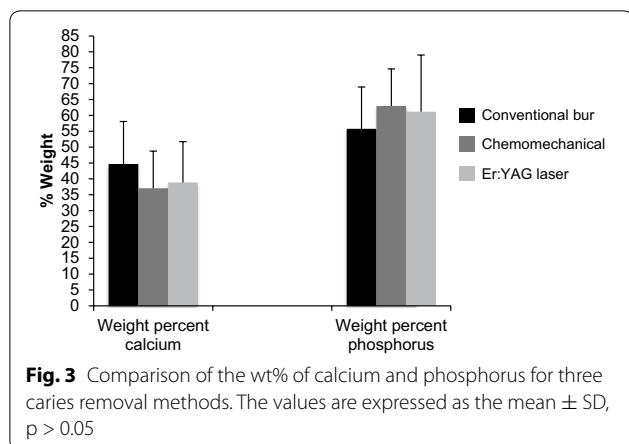 85
80
75
70
65
60
55
50
45
40
35
30
25
20
15
10
5
0
% Weight
Conventional bur
Chemomechanical
Er:YAG laser
Weight percent
calcium
Weight percent
phosphorus
Fig. 3 Comparison of the wt% of calcium and phosphorus for three
caries removal methods. The values are expressed as the mean ± SD,
p > 0.05